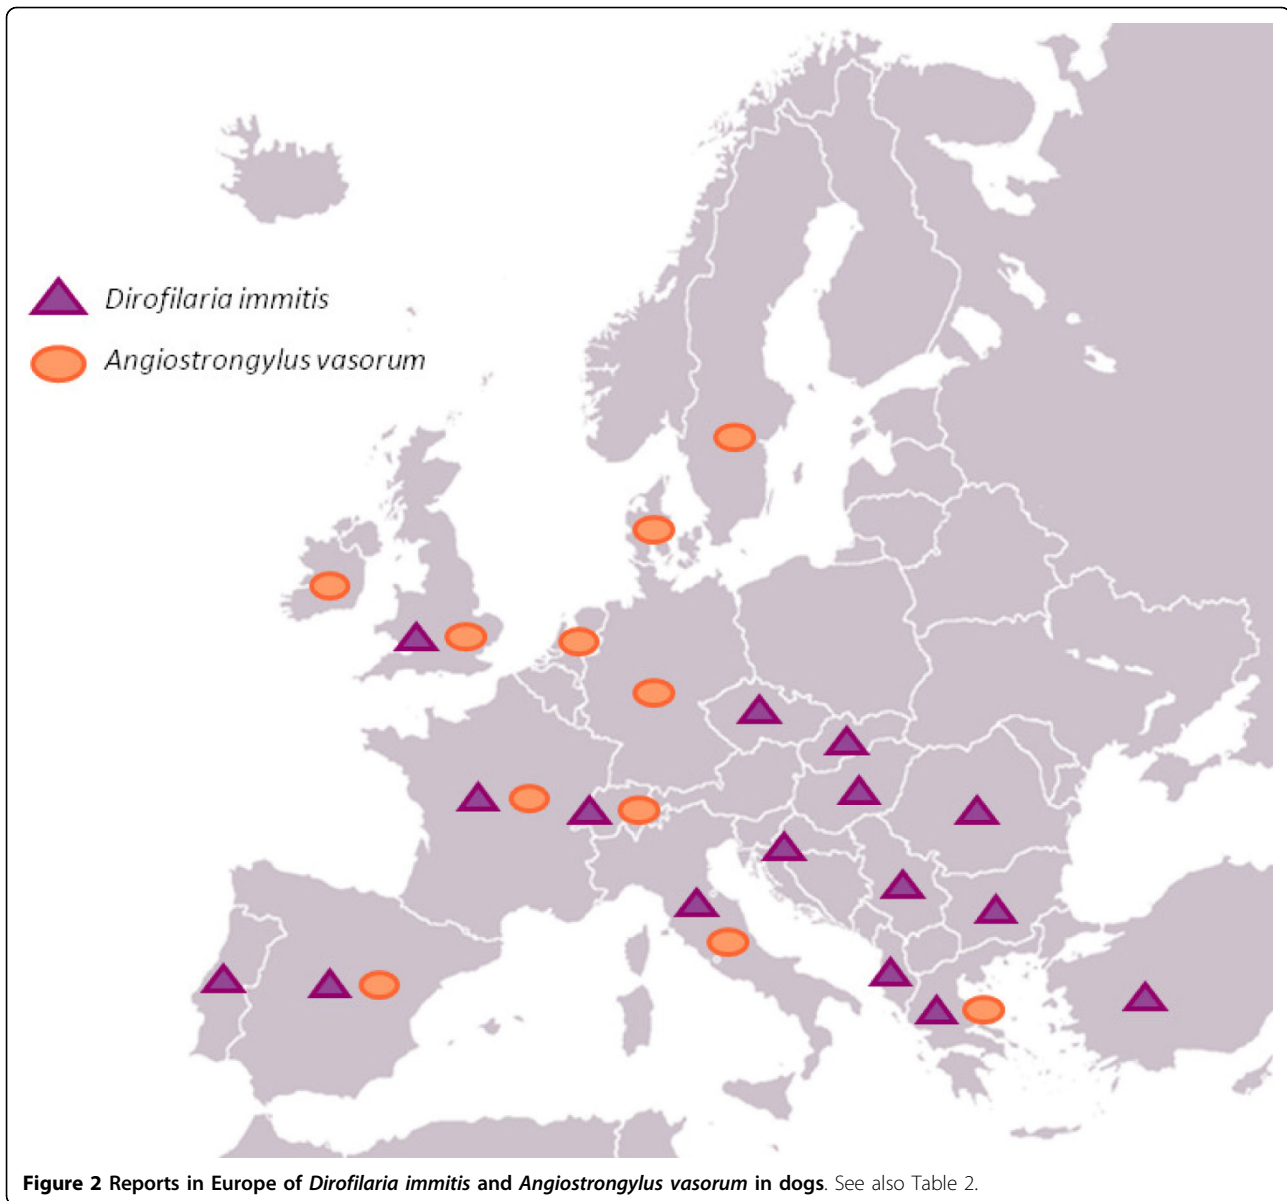 Dirofilaria immitis
Angiostrongylus vasorum
Figure 2 Reports in Europe of Dirofilaria immitis and Angiostrongylus vasorum in dogs. See also Table 2.